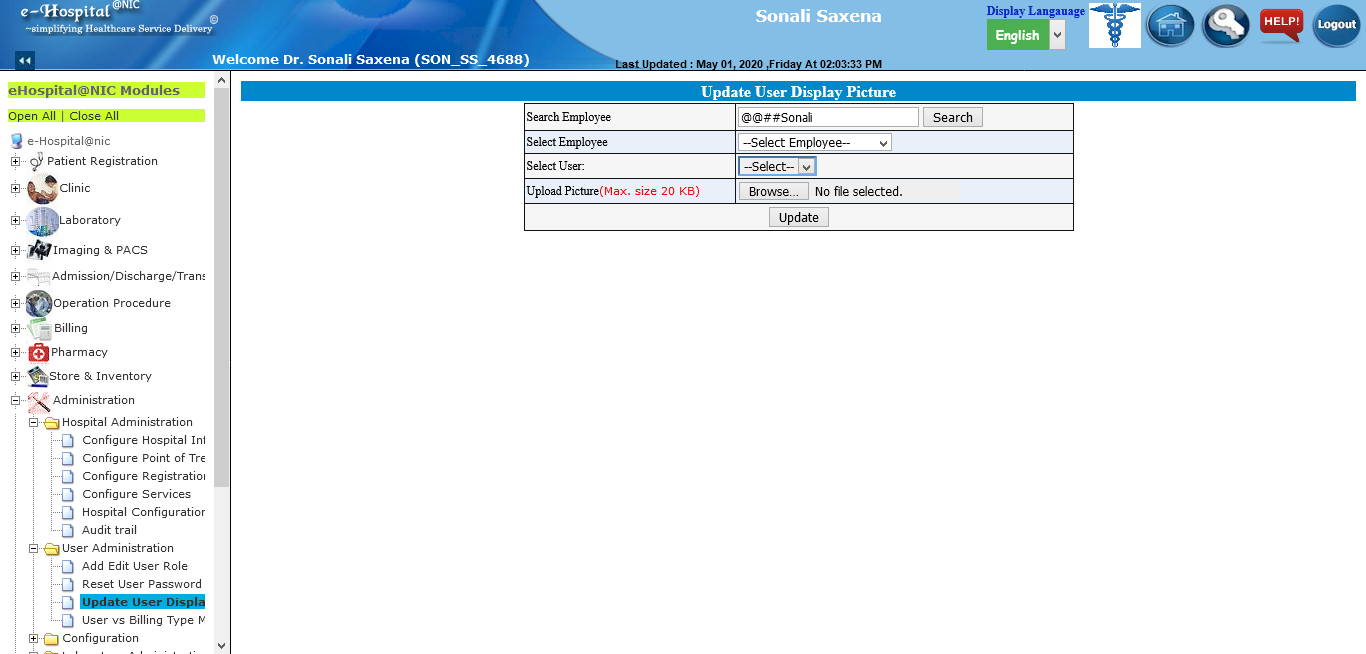 e-Hospital @NIC ©
~simplifying Healthcare Service Delivery
Sonali Saxena
Display Langauage
English
HELP!
Logout
Welcome Dr. Sonali Saxena (SON_SS_4688)
Last Updated : May 01, 2020 ,Friday At 02:03:33 PM
eHospital@NIC Modules
Open All | Close All
e-Hospital@nic
Patient Registration
Clinic
Laboratory
Imaging & PACS
Admission/Discharge/Trans
Operation Procedure
Billing
Pharmacy
Store & Inventory
Administration
Hospital Administration
Configure Hospital Inf
Configure Point of Tre
Configure Registration
Configure Services
Hospital Configuration
Audit trail
User Administration
Add Edit User Role
Reset User Password
Update User Displa
User vs Billing Type M
Configuration
Update User Display Picture
Search Employee @@##Sonali Search
Select Employee --Select Employee--
Select User: --Select--
Upload Picture(Max. size 20 KB) Browse... No file selected.
Update